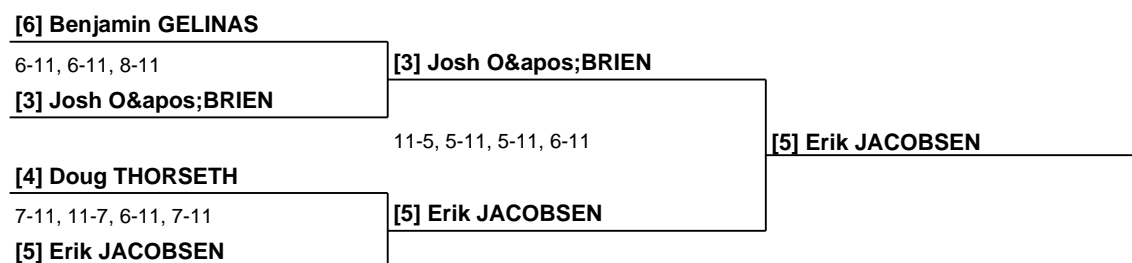 [6] Benjamin GELINAS
6-11, 6-11, 8-11
[3] Josh O&apos;BRIEN
[3] Josh O&apos;BRIEN
11-5, 5-11, 5-11, 6-11
[5] Erik JACOBSEN
[4] Doug THORSETH
7-11, 11-7, 6-11, 7-11
[5] Erik JACOBSEN
[5] Erik JACOBSEN